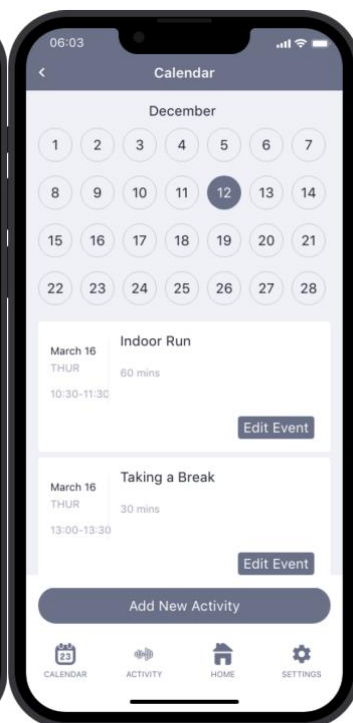 06:03
Calendar
December
1 2 3 4 5 6 7
8 9 10 11 12 13 14
15 16 17 18 19 20 21
22 23 24 25 26 27 28
Indoor Run
March 16
THUR
60 mins
10:30-11:30
Edit Event
Taking a Break
March 16
THUR
30 mins
13:00-13:30
Edit Event
Add New Activity
23
CALENDAR ACTIVITY HOME SETTINGS